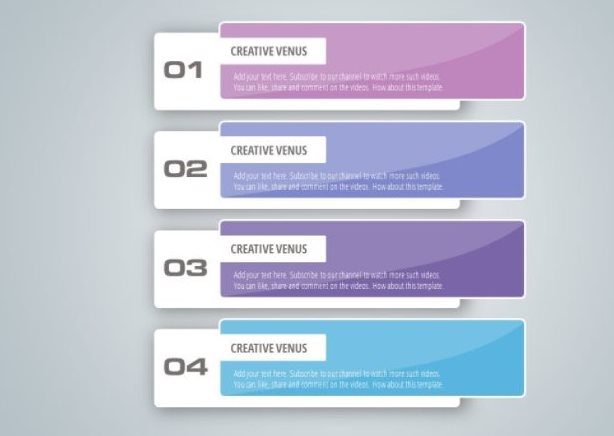 01
CREATIVE VENUS
Add your text here. Subscribe to our channel to watch more such videos.
You can like, share and comment on the videos. How about this template.
02
CREATIVE VENUS
Add your text here. Subscribe to our channel to watch more such videos.
You can like, share and comment on the videos. How about this template.
03
CREATIVE VENUS
Add your text here. Subscribe to our channel to watch more such videos.
You can like, share and comment on the videos. How about this template.
04
CREATIVE VENUS
Add your text here. Subscribe to our channel to watch more such videos.
You can like, share and comment on the videos. How about this template.